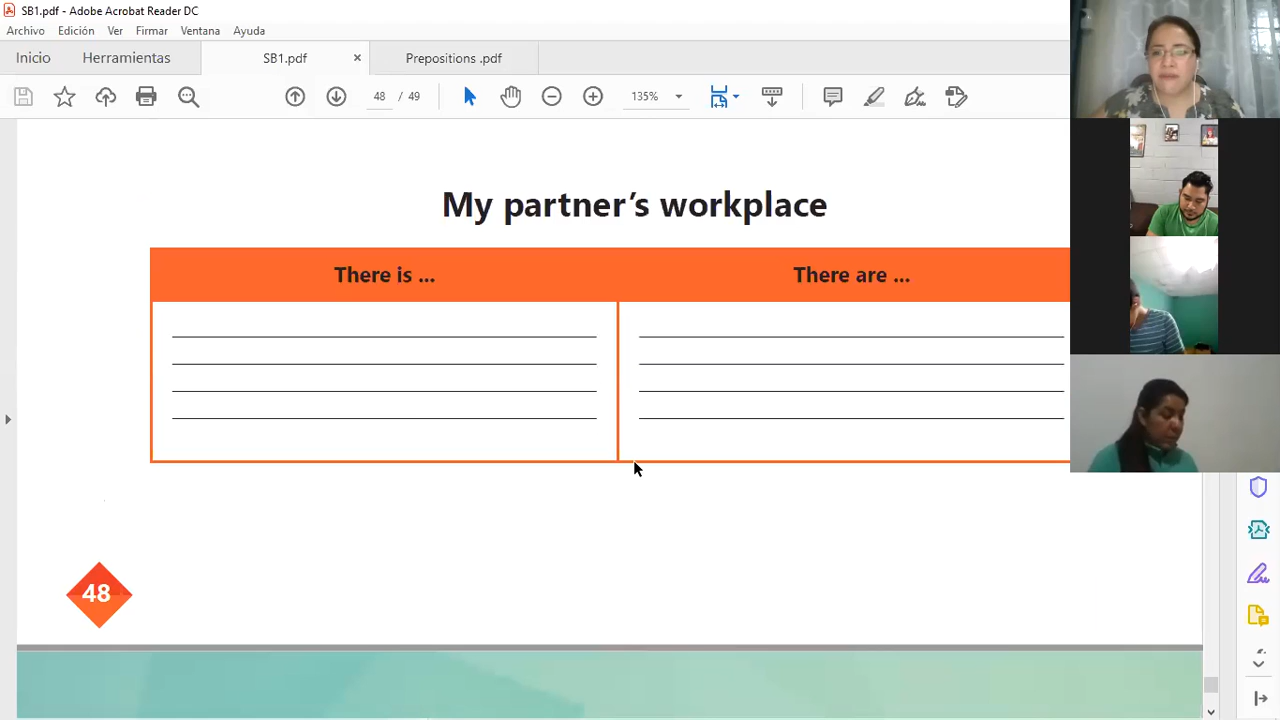 SB1.pdf - Adobe Acrobat Reader DC
Archivo Edición Ver Firmar Ventana Ayuda
Inicio Herramientas SB1.pdf × Prepositions .pdf
48 / 49 135%
My partner's workplace
There is ... There are ...
48